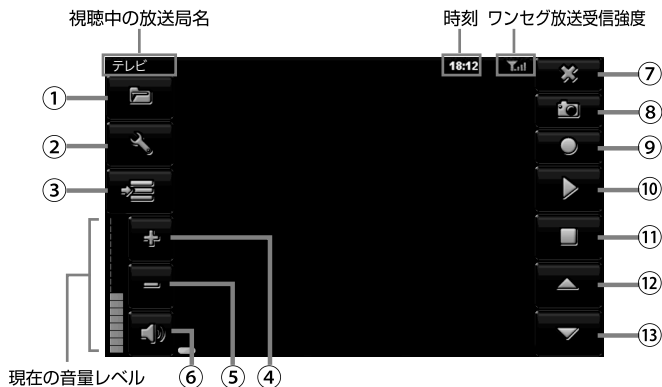 視聴中の放送局名
時刻
ワンセグ放送受信強度
テレビ
18:12
①
②
③
④
⑤
⑥
⑦
⑧
⑨
⑩
⑪
⑫
⑬
現在の音量レベル